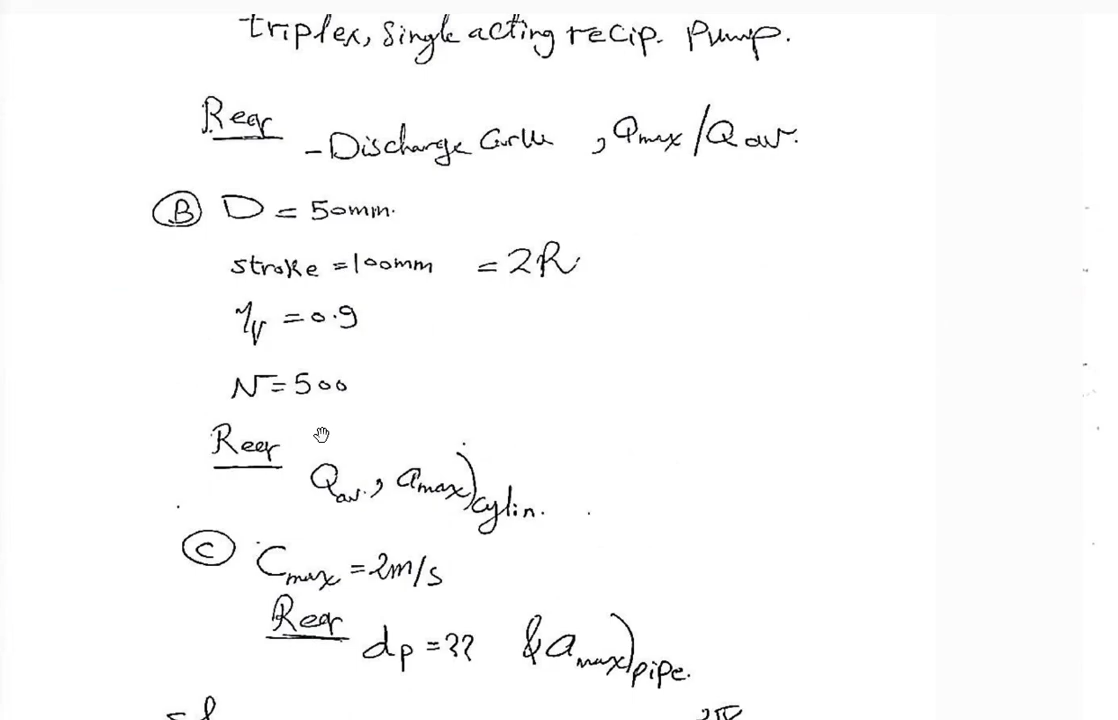 triplex, single acting recip. Pump.
Req
- Discharge Curve , Qmax/Qav.
(B) D = 50mm.
stroke = 100mm = 2R
ηv = 0.9
N = 500
Req
Qav., amax)cylin.
(C) Cmax = 2m/s
Req
dp = ?? & amax)pipe.